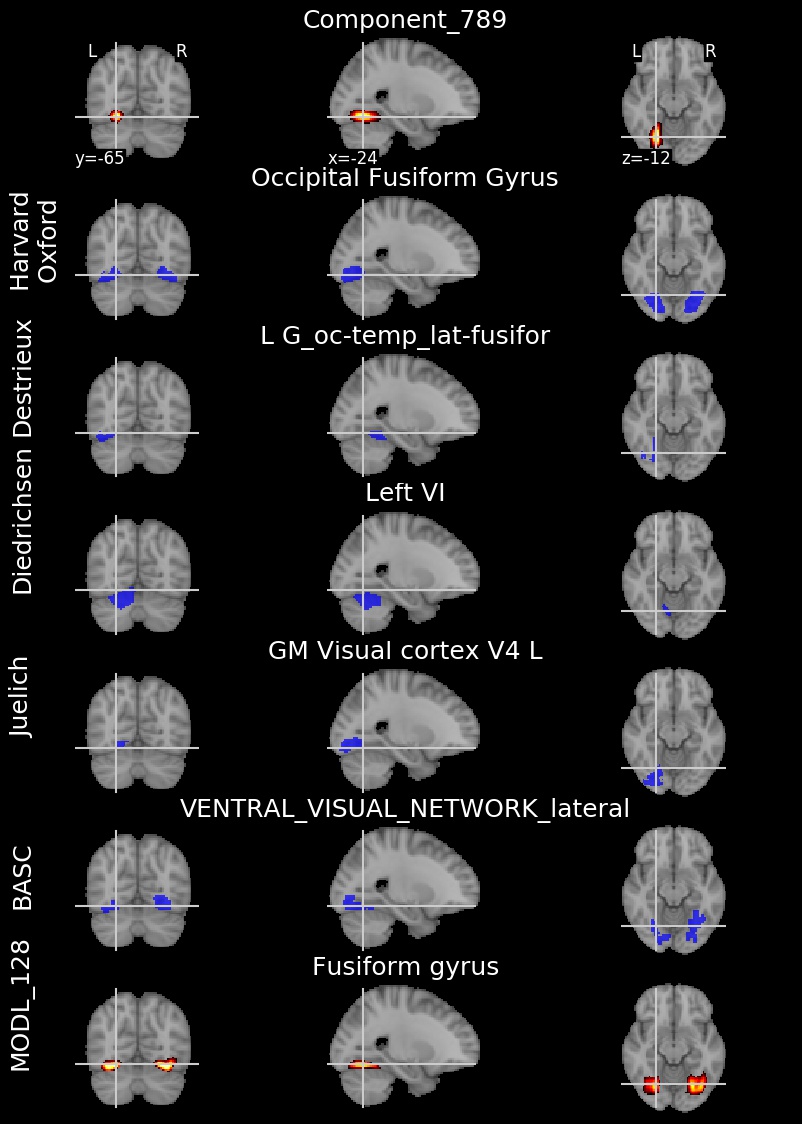 Component_789
L R
L R
y=-65
x=-24
z=-12
Occipital Fusiform Gyrus
Harvard
Oxford
L G_oc-temp_lat-fusifor
Destrieux
Left VI
Diedrichsen
GM Visual cortex V4 L
Juelich
VENTRAL_VISUAL_NETWORK_lateral
BASC
Fusiform gyrus
MODL_128